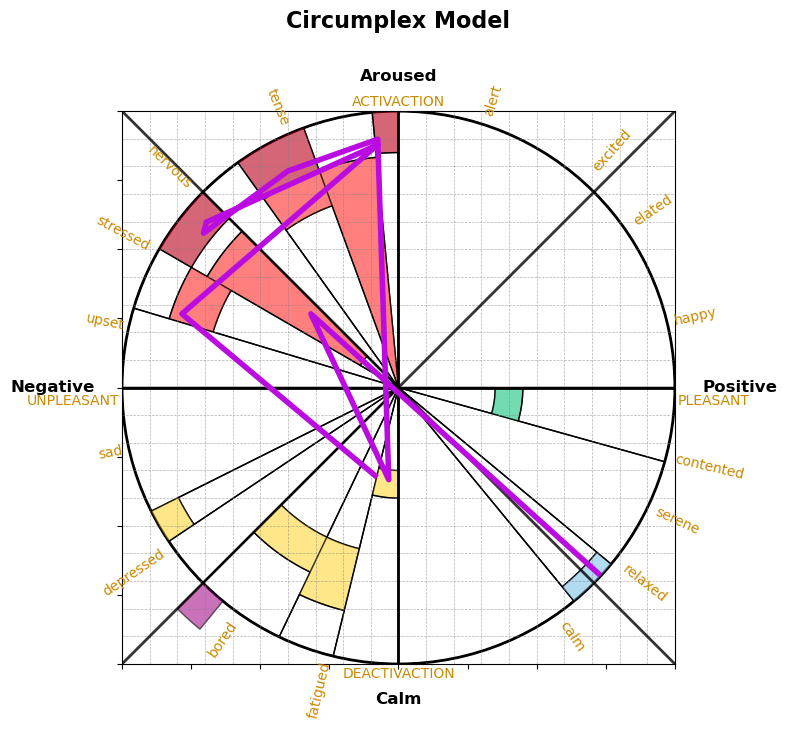 Circumplex Model
Aroused
ACTIVACTION
tense
alert
nervous
excited
stressed
elated
upset
happy
Negative
Positive
UNPLEASANT
PLEASANT
sad
contented
serene
depressed
relaxed
bored
calm
fatigued
DEACTIVACTION
Calm